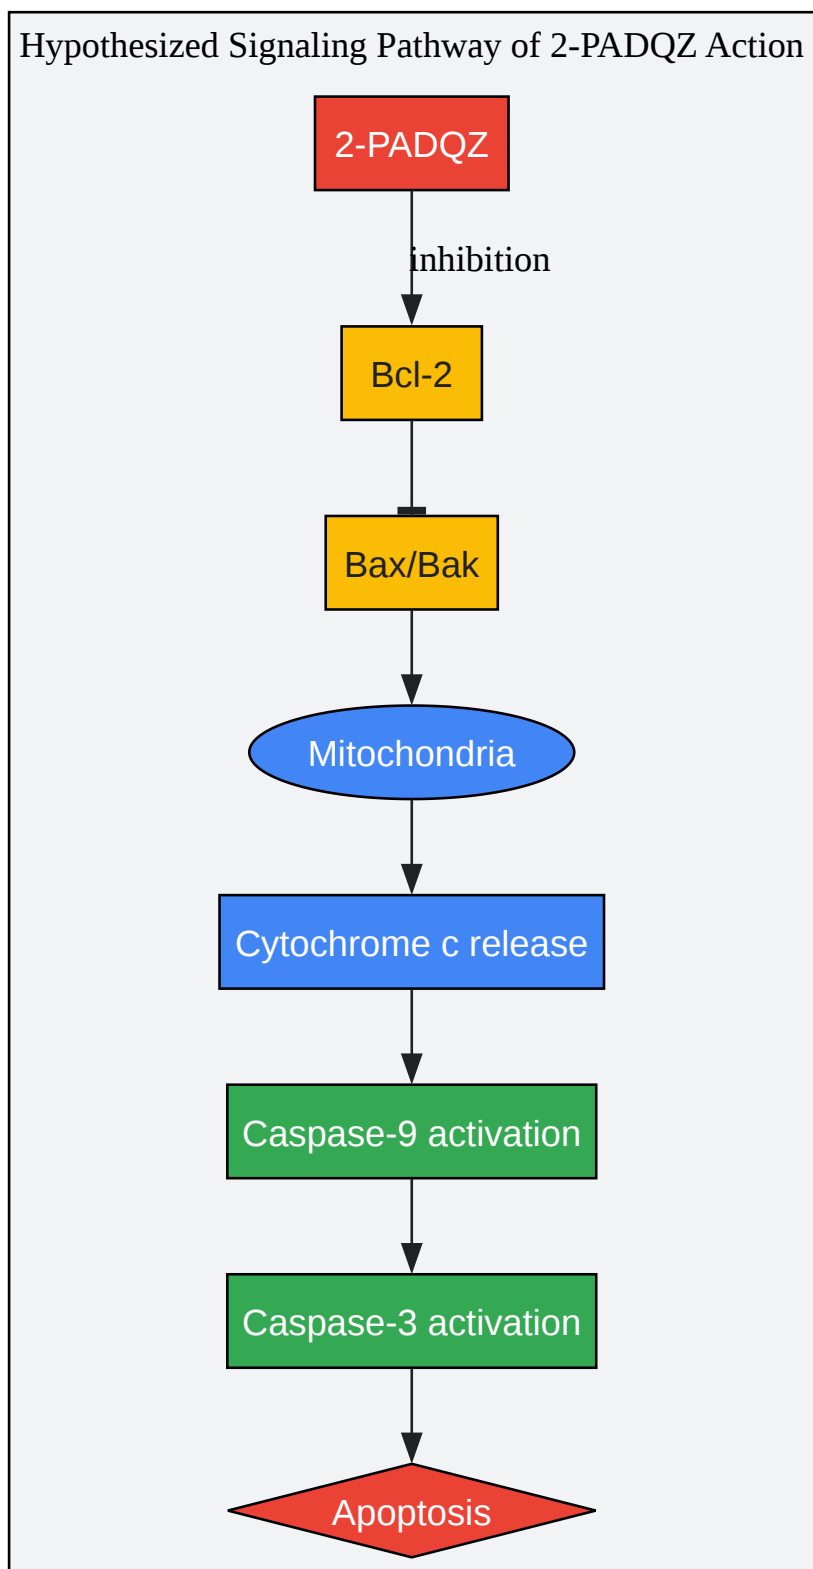 Hypothesized Signaling Pathway of 2-PADQZ Action
2-PADQZ
inhibition
Bcl-2
Bax/Bak
Mitochondria
Cytochrome c release
Caspase-9 activation
Caspase-3 activation
Apoptosis